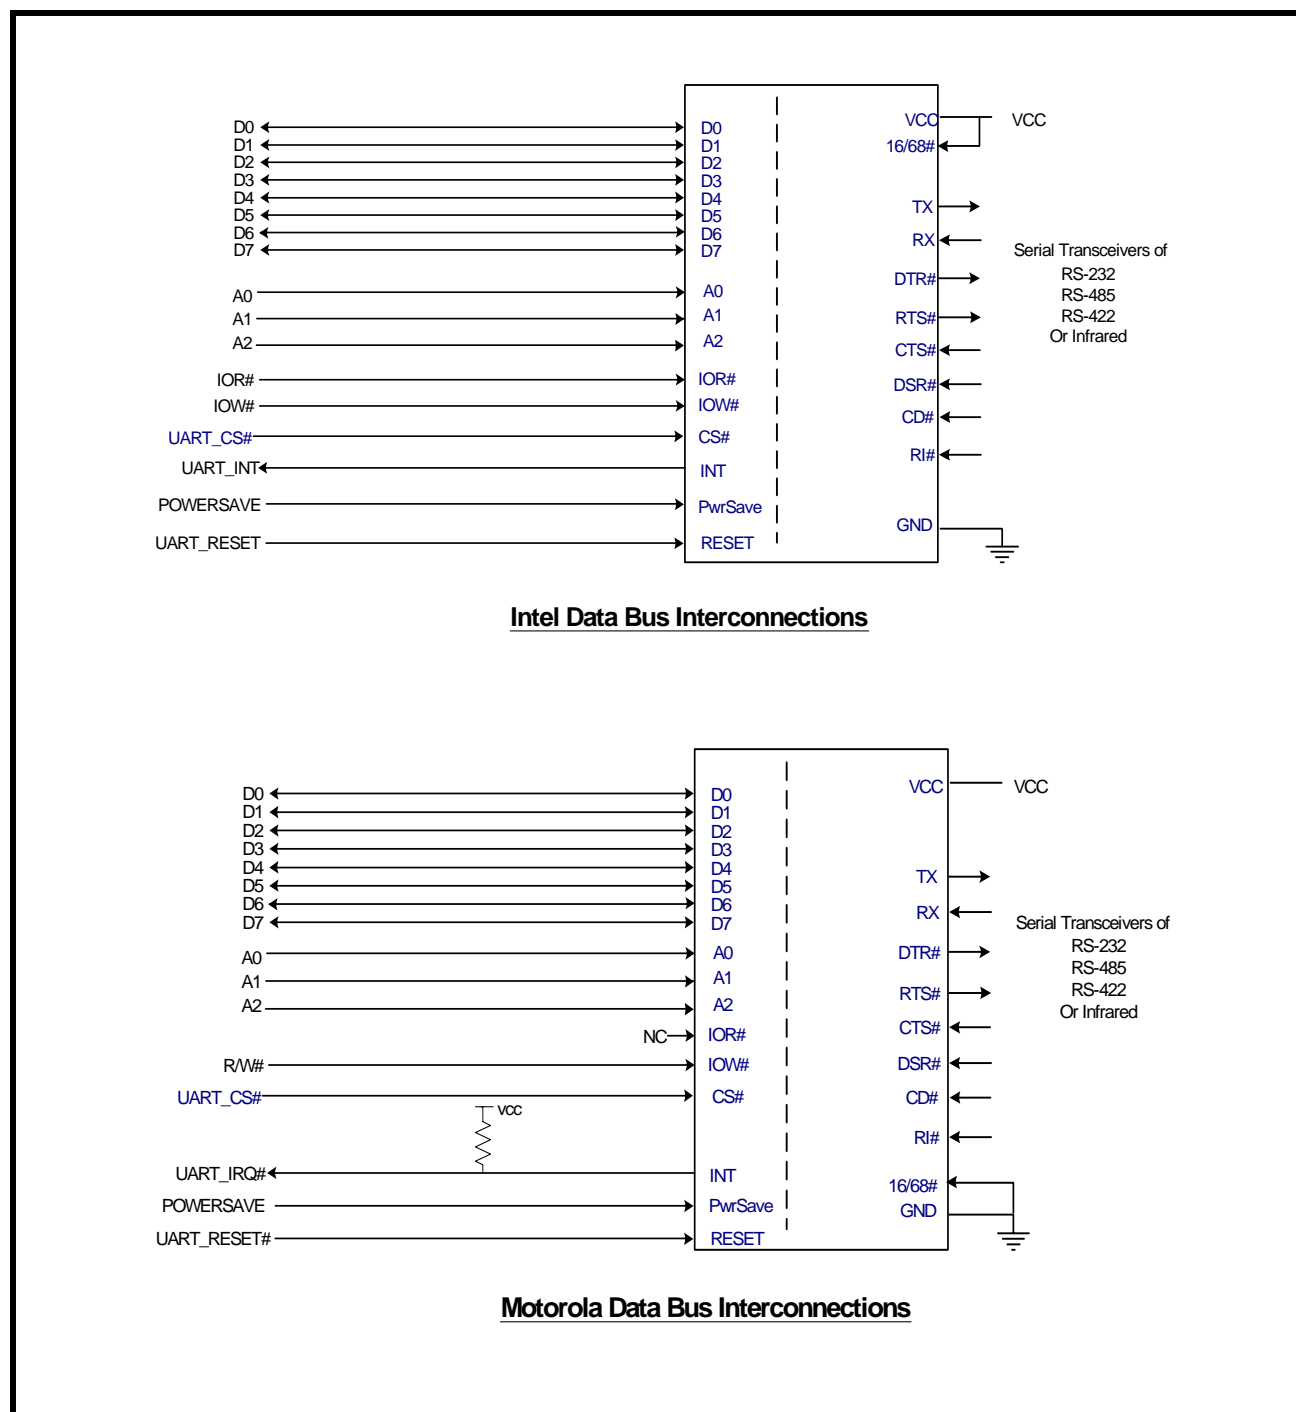 D0 D0 VCC VCC
D1 D1 16/68#
D2 D2
D3 D3
D4 D4
D5 D5 TX
D6 D6
D7 D7 RX
Serial Transceivers of
RS-232
RS-485
RS-422
Or Infrared
A0 A0 DTR#
A1 A1 RTS#
A2 A2 CTS#
IOR# IOR# DSR#
IOW# IOW# CD#
UART_CS# CS#
UART_INT INT RI#
POWERSAVE PwrSave GND
UART_RESET RESET
Intel Data Bus Interconnections
D0 D0 VCC VCC
D1 D1
D2 D2
D3 D3
D4 D4 TX
D5 D5
D6 D6 RX
D7 D7
Serial Transceivers of
RS-232
RS-485
RS-422
Or Infrared
A0 A0 DTR#
A1 A1 RTS#
A2 A2
NC IOR# CTS#
R/W# IOW# DSR#
UART_CS# CS# CD#
VCC
RI#
UART_IRQ# INT 16/68#
POWERSAVE PwrSave GND
UART_RESET# RESET
Motorola Data Bus Interconnections